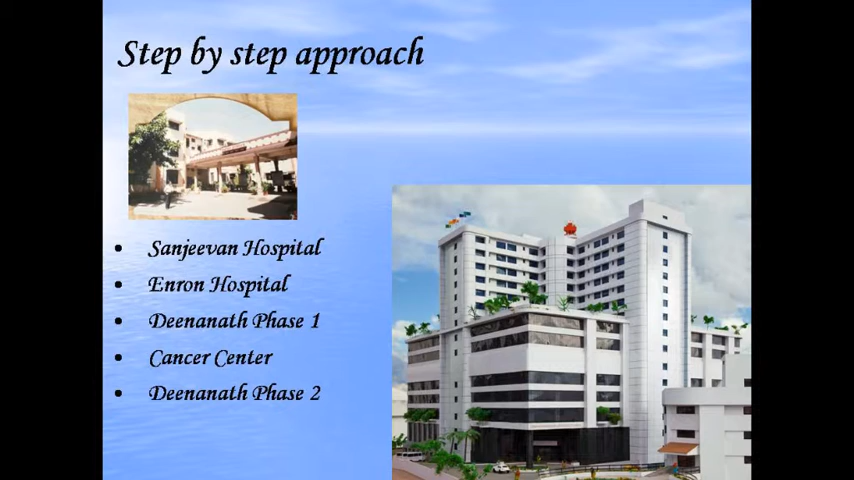 Step by step approach
• Sanjeevan Hospital
• Enron Hospital
• Deenanath Phase 1
• Cancer Center
• Deenanath Phase 2